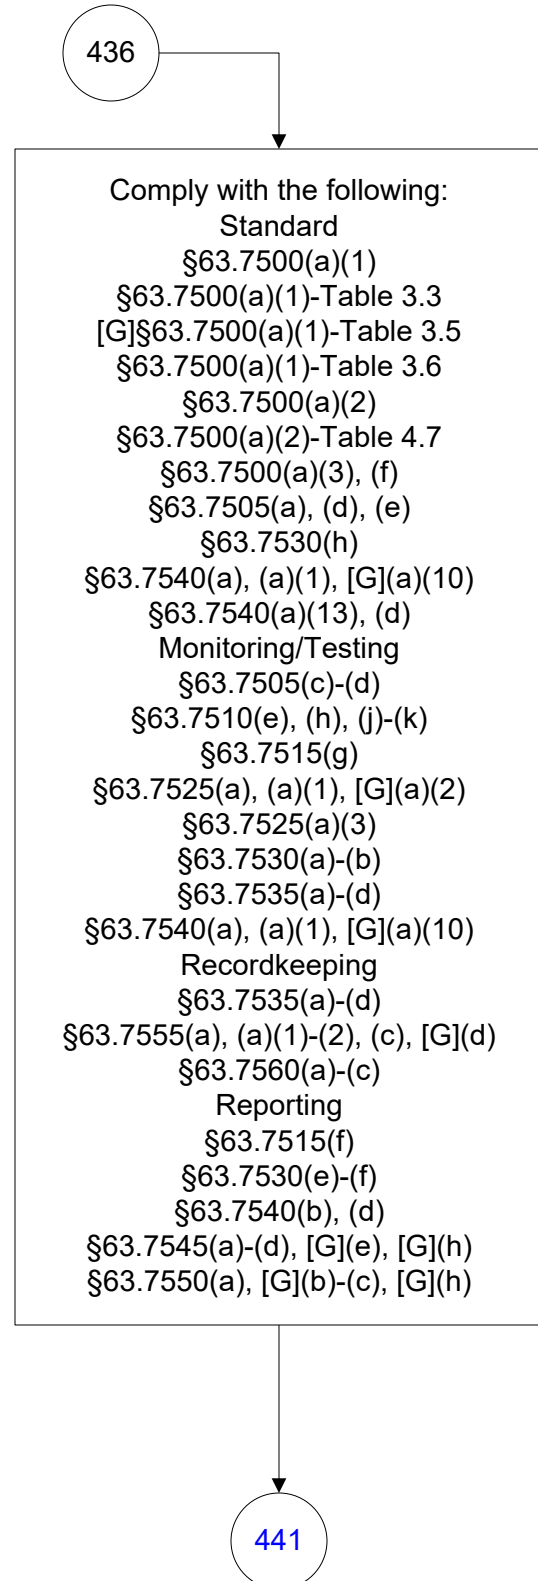 436
Comply with the following:
Standard
§63.7500(a)(1)
§63.7500(a)(1)-Table 3.3
[G]§63.7500(a)(1)-Table 3.5
§63.7500(a)(1)-Table 3.6
§63.7500(a)(2)
§63.7500(a)(2)-Table 4.7
§63.7500(a)(3), (f)
§63.7505(a), (d), (e)
§63.7530(h)
§63.7540(a), (a)(1), [G](a)(10)
§63.7540(a)(13), (d)
Monitoring/Testing
§63.7505(c)-(d)
§63.7510(e), (h), (j)-(k)
§63.7515(g)
§63.7525(a), (a)(1), [G](a)(2)
§63.7525(a)(3)
§63.7530(a)-(b)
§63.7535(a)-(d)
§63.7540(a), (a)(1), [G](a)(10)
Recordkeeping
§63.7535(a)-(d)
§63.7555(a), (a)(1)-(2), (c), [G](d)
§63.7560(a)-(c)
Reporting
§63.7515(f)
§63.7530(e)-(f)
§63.7540(b), (d)
§63.7545(a)-(d), [G](e), [G](h)
§63.7550(a), [G](b)-(c), [G](h)
441